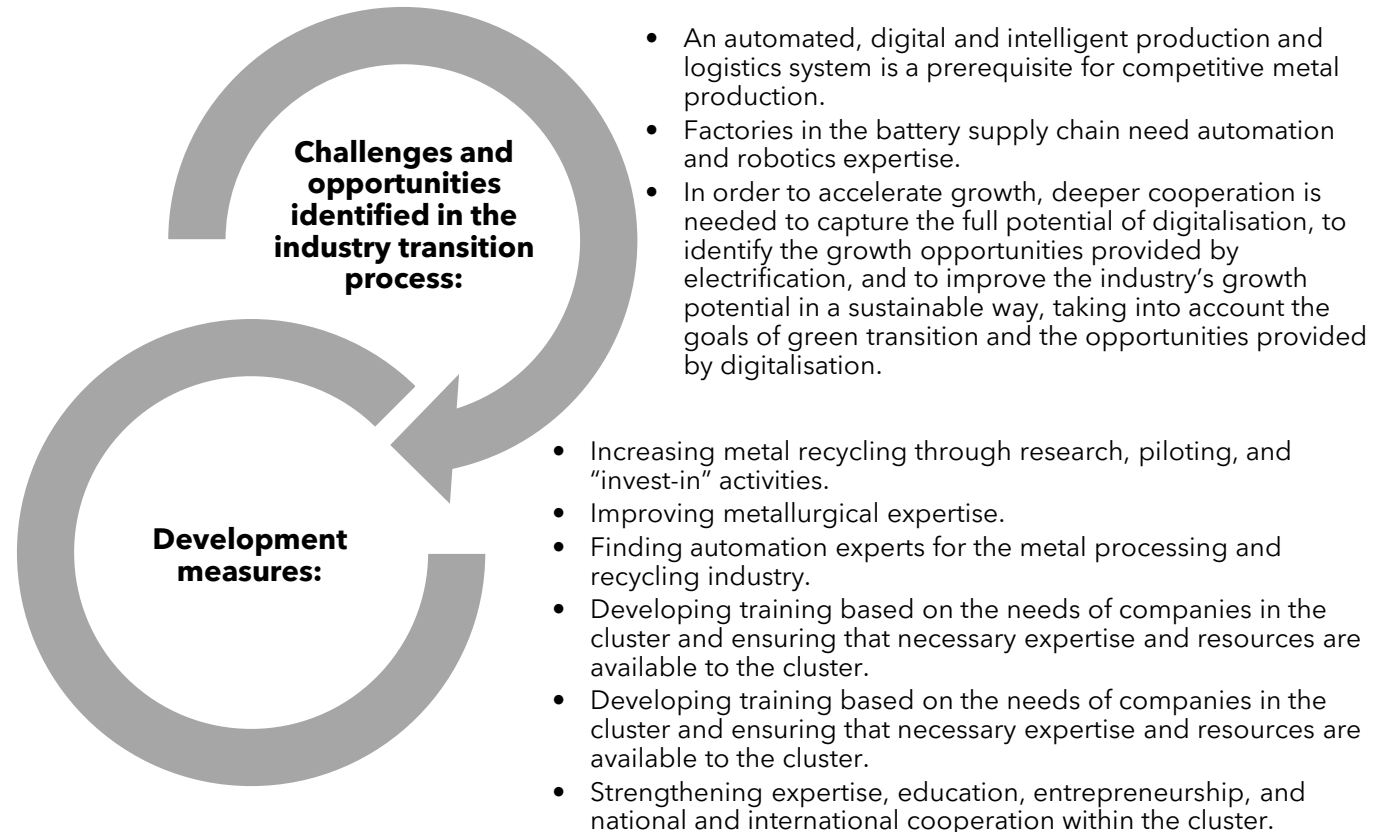 Challenges and
opportunities
identified in the
industry transition
process:
• An automated, digital and intelligent production and
logistics system is a prerequisite for competitive metal
production.
• Factories in the battery supply chain need automation
and robotics expertise.
• In order to accelerate growth, deeper cooperation is
needed to capture the full potential of digitalisation, to
identify the growth opportunities provided by
electrification, and to improve the industry’s growth
potential in a sustainable way, taking into account the
goals of green transition and the opportunities provided
by digitalisation.
Development
measures:
• Increasing metal recycling through research, piloting, and
“invest-in” activities.
• Improving metallurgical expertise.
• Finding automation experts for the metal processing and
recycling industry.
• Developing training based on the needs of companies in the
cluster and ensuring that necessary expertise and resources are
available to the cluster.
• Developing training based on the needs of companies in the
cluster and ensuring that necessary expertise and resources are
available to the cluster.
• Strengthening expertise, education, entrepreneurship, and
national and international cooperation within the cluster.